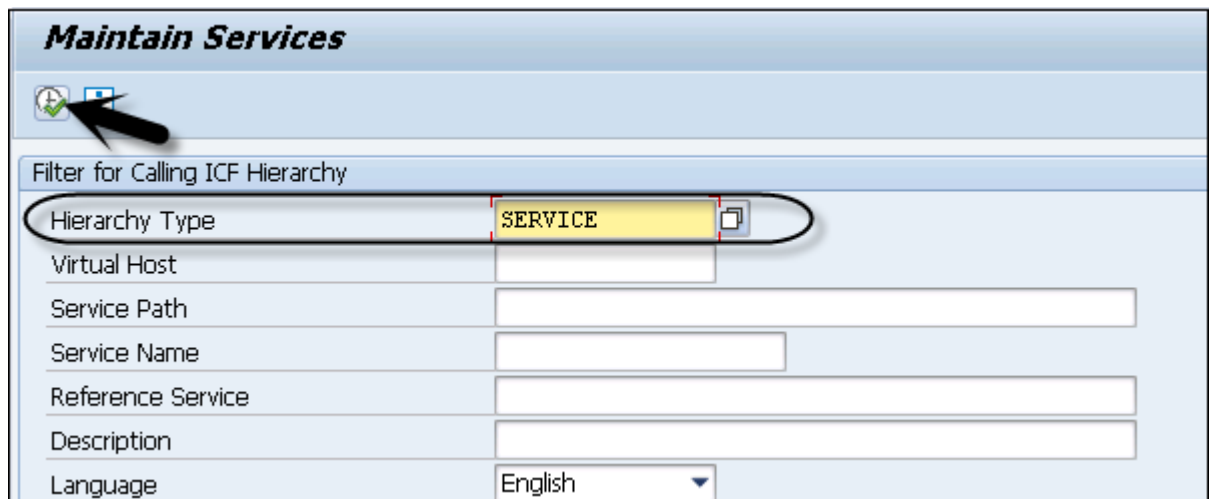 Maintain Services
Filter for Calling ICF Hierarchy
Hierarchy Type SERVICE
Virtual Host
Service Path
Service Name
Reference Service
Description
Language English